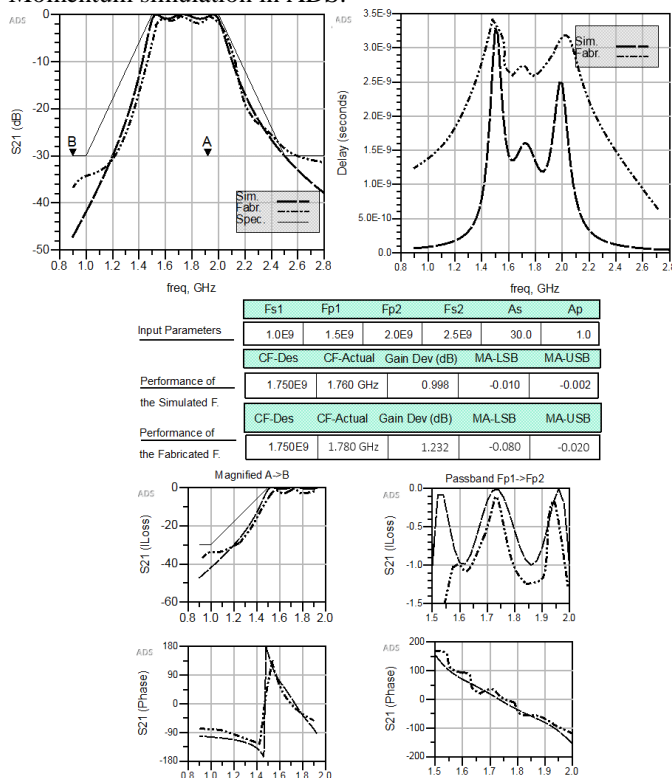 Momentum simulation in ADS.
ADS
0
-10
-20
-30
-40
-50
S21 (dB)
B
A
Sim.
Fabr.
Spec.
0.8 1.0 1.2 1.4 1.6 1.8 2.0 2.2 2.4 2.6 2.8
freq, GHz
ADS
3.5E-9
3.0E-9
2.5E-9
2.0E-9
1.5E-9
1.0E-9
5.0E-10
0.0
Delay (seconds)
Sim.
Fabr.
0.8 1.0 1.2 1.4 1.6 1.8 2.0 2.2 2.4 2.6 2.8
freq, GHz
Fs1 Fp1 Fp2 Fs2 As Ap
Input Parameters 1.0E9 1.5E9 2.0E9 2.5E9 30.0 1.0
CF-Des CF-Actual Gain Dev (dB) MA-LSB MA-USB
Performance of the Simulated F. 1.750E9 1.760 GHz 0.998 -0.010 -0.002
CF-Des CF-Actual Gain Dev (dB) MA-LSB MA-USB
Performance of the Fabricated F. 1.750E9 1.780 GHz 1.232 -0.080 -0.020
Magnified A->B
ADS
0
-20
-40
-60
S21 (ILoss)
0.8 1.0 1.2 1.4 1.6 1.8 2.0
Passband Fp1->Fp2
ADS
0.0
-0.5
-1.0
-1.5
S21 (ILoss)
1.5 1.6 1.7 1.8 1.9 2.0
ADS
180
90
0
-90
-180
S21 (Phase)
0.8 1.0 1.2 1.4 1.6 1.8 2.0
ADS
200
100
0
-100
-200
S21 (Phase)
1.5 1.6 1.7 1.8 1.9 2.0